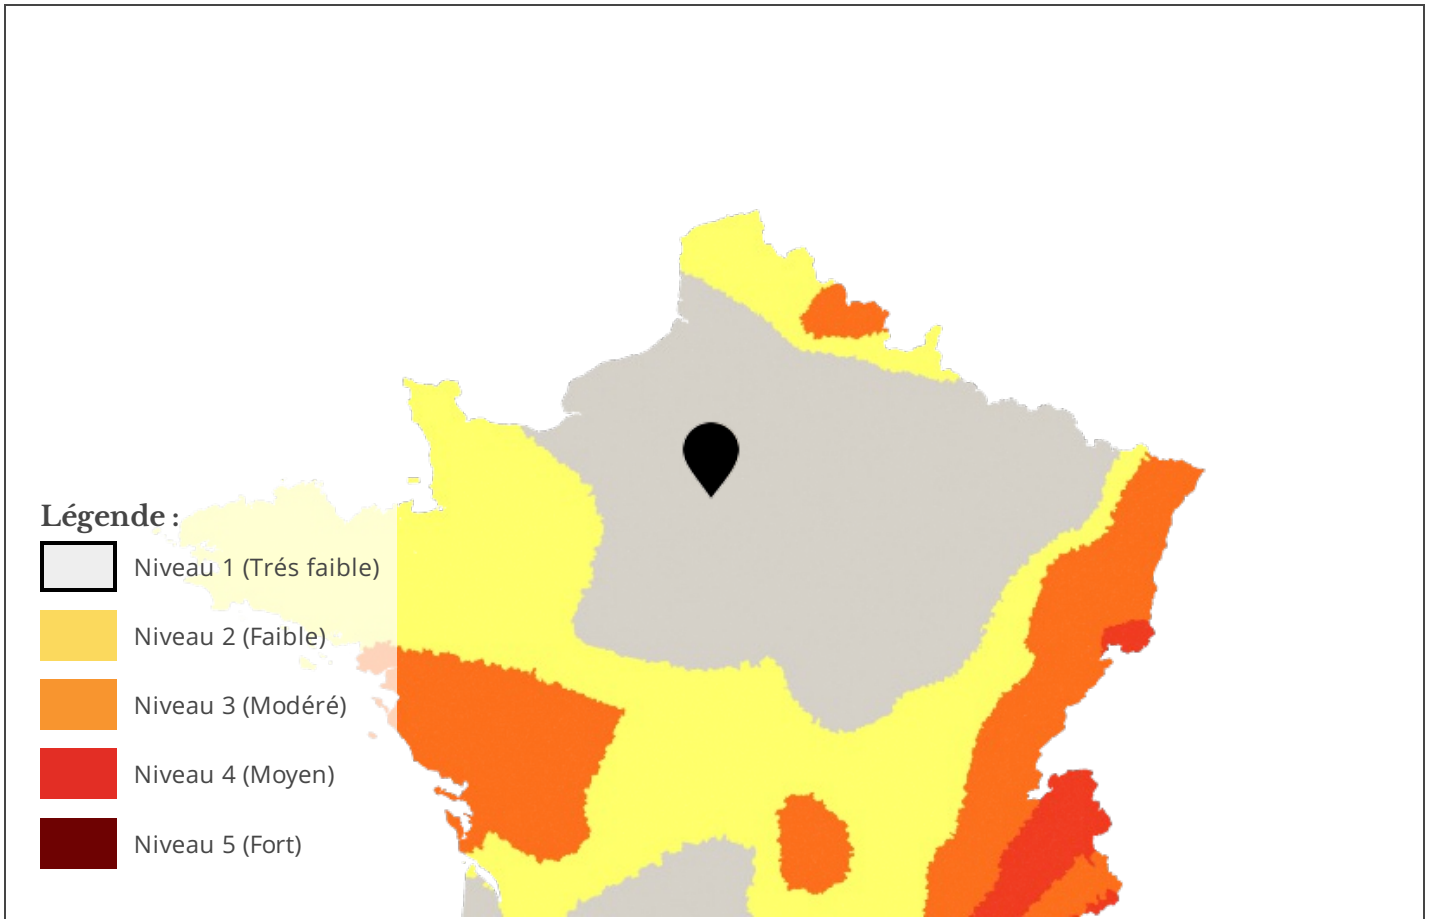 Légende :
Niveau 1 (Trés faible)
Niveau 2 (Faible)
Niveau 3 (Modéré)
Niveau 4 (Moyen)
Niveau 5 (Fort)